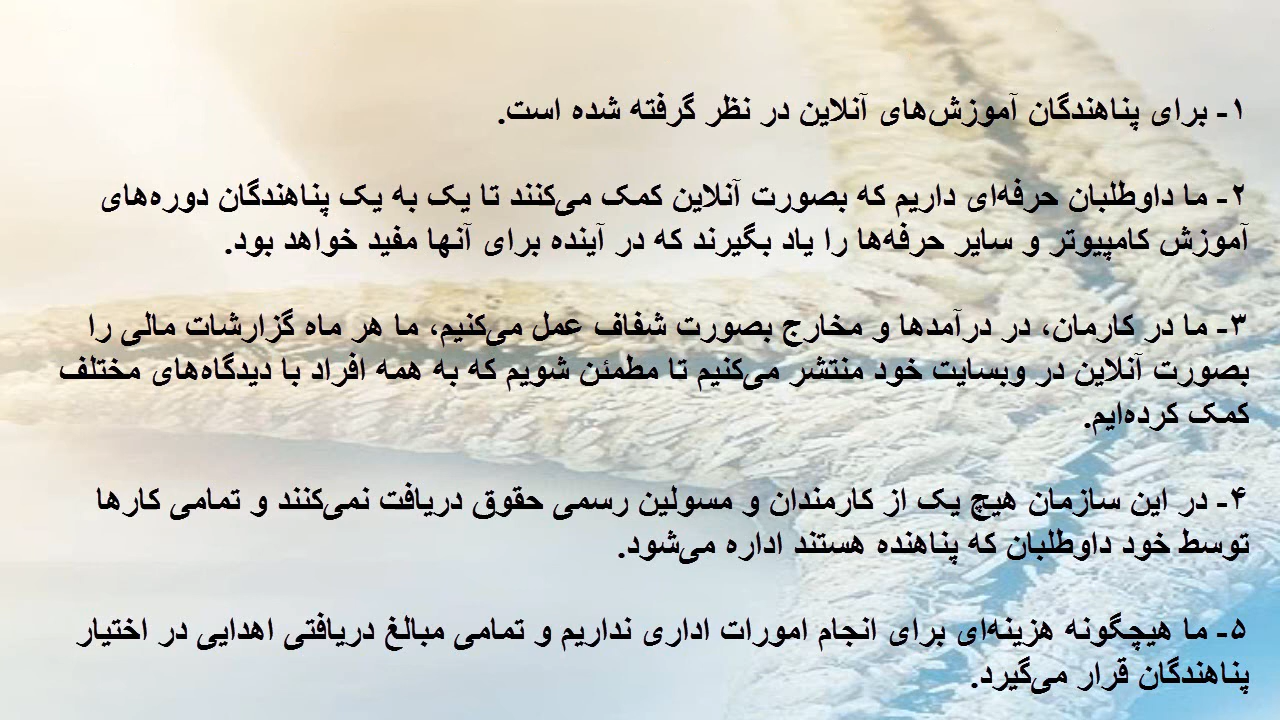 ۱- برای پناهندگان آموزش‌های آنلاین در نظر گرفته شده است.
۲- ما داوطلبان حرفه‌ای داریم که بصورت آنلاین کمک می‌کنند تا یک به یک پناهندگان دوره‌های
آموزش کامپیوتر و سایر حرفه‌ها را یاد بگیرند که در آینده برای آنها مفید خواهد بود.
۳- ما در کارمان، در درآمدها و مخارج بصورت شفاف عمل می‌کنیم، ما هر ماه گزارشات مالی را
بصورت آنلاین در وبسایت خود منتشر می‌کنیم تا مطمئن شویم که به همه افراد با دیدگاه‌های مختلف
کمک کرده‌ایم.
۴- در این سازمان هیچ یک از کارمندان و مسولین رسمی حقوق دریافت نمی‌کنند و تمامی کارها
توسط خود داوطلبان که پناهنده هستند اداره می‌شود.
۵- ما هیچگونه هزینه‌ای برای انجام امورات اداری نداریم و تمامی مبالغ دریافتی اهدایی در اختیار
پناهندگان قرار می‌گیرد.